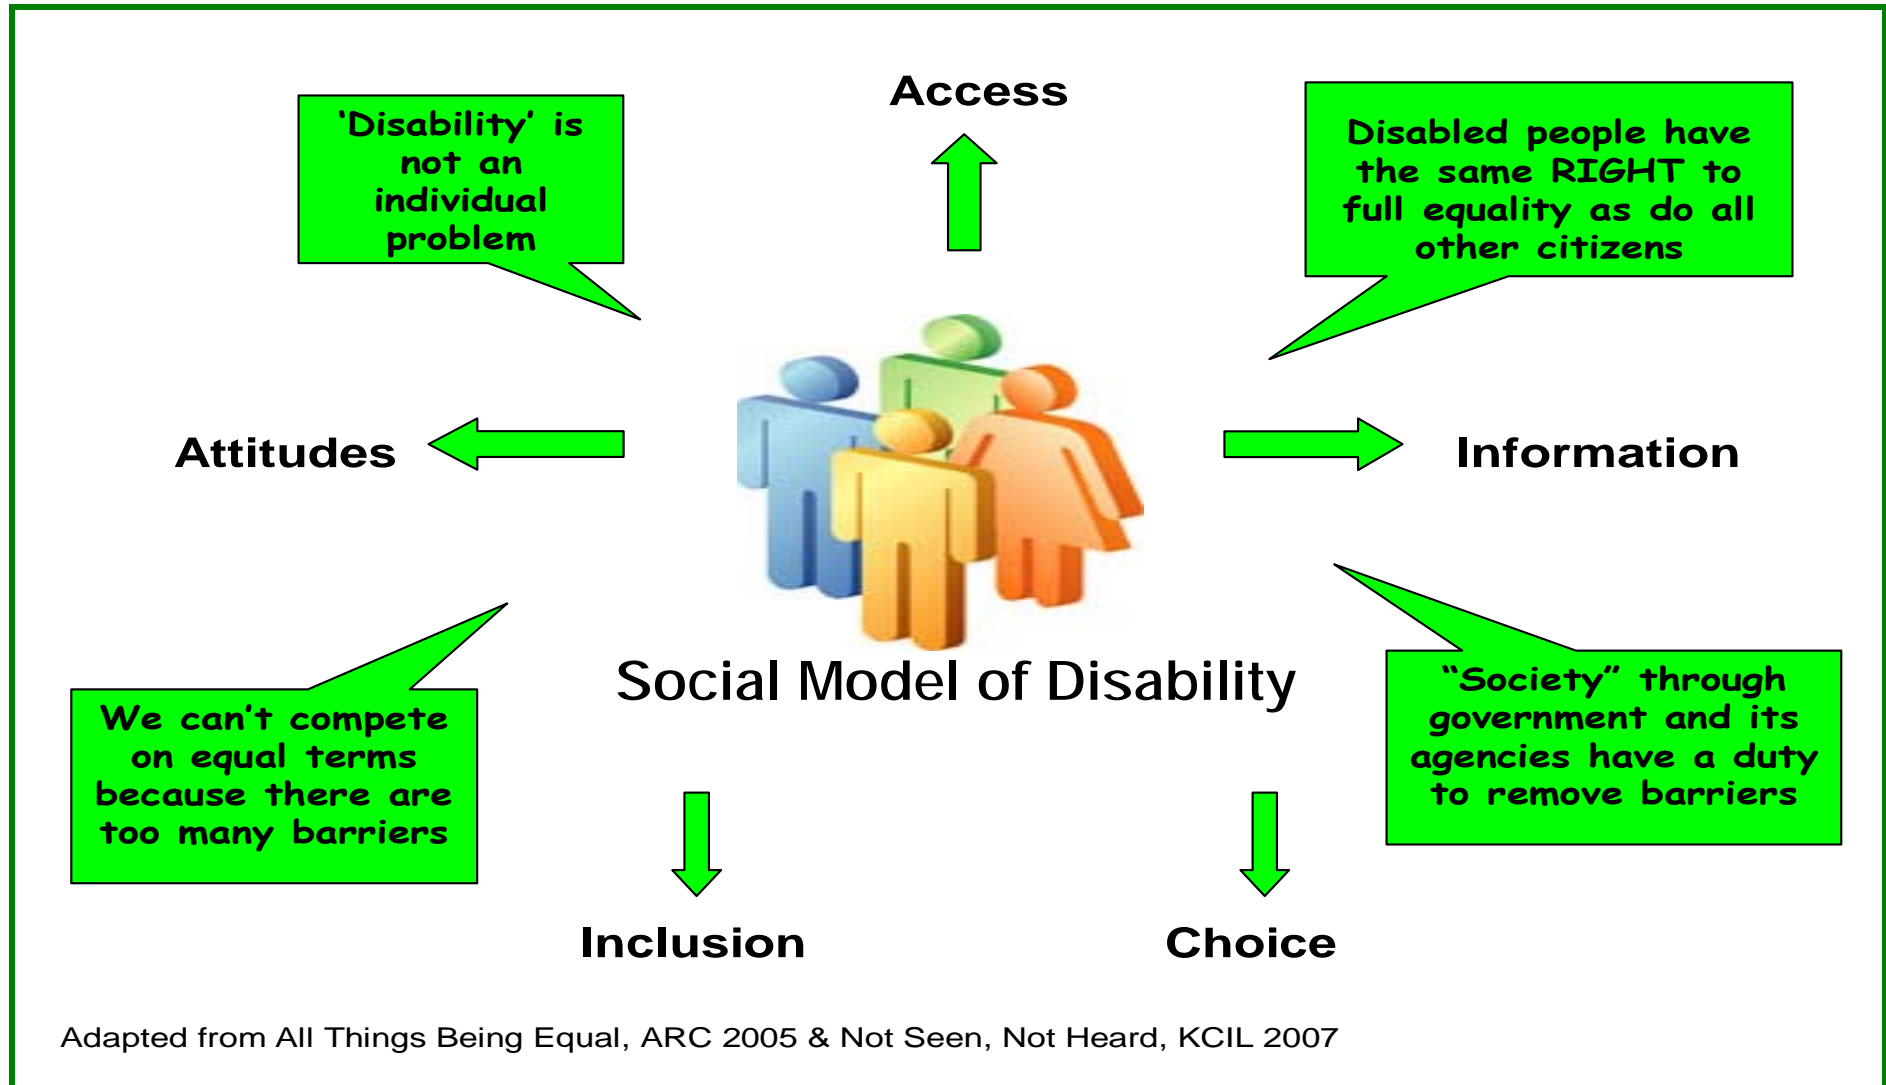 Access
‘Disability’ is
not an
individual
problem
Disabled people have
the same RIGHT to
full equality as do all
other citizens
Attitudes
Information
Social Model of Disability
We can’t compete
on equal terms
because there are
too many barriers
“Society” through
government and its
agencies have a duty
to remove barriers
Inclusion
Choice
Adapted from All Things Being Equal, ARC 2005 & Not Seen, Not Heard, KCIL 2007